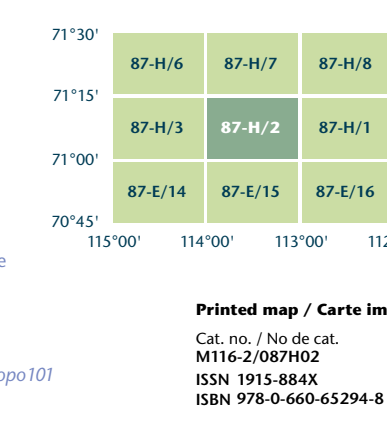 71°30'
87-H/6 87-H/7 87-H/8
71°15'
87-H/3 87-H/2 87-H/1
71°00'
87-E/14 87-E/15 87-E/16
70°45'
115°00' 114°00' 113°00'
Printed map / Carte
Cat. no. / No de cat.
M116-2/087H02
ISSN 1915-884X
ISBN 978-0-660-65294-8